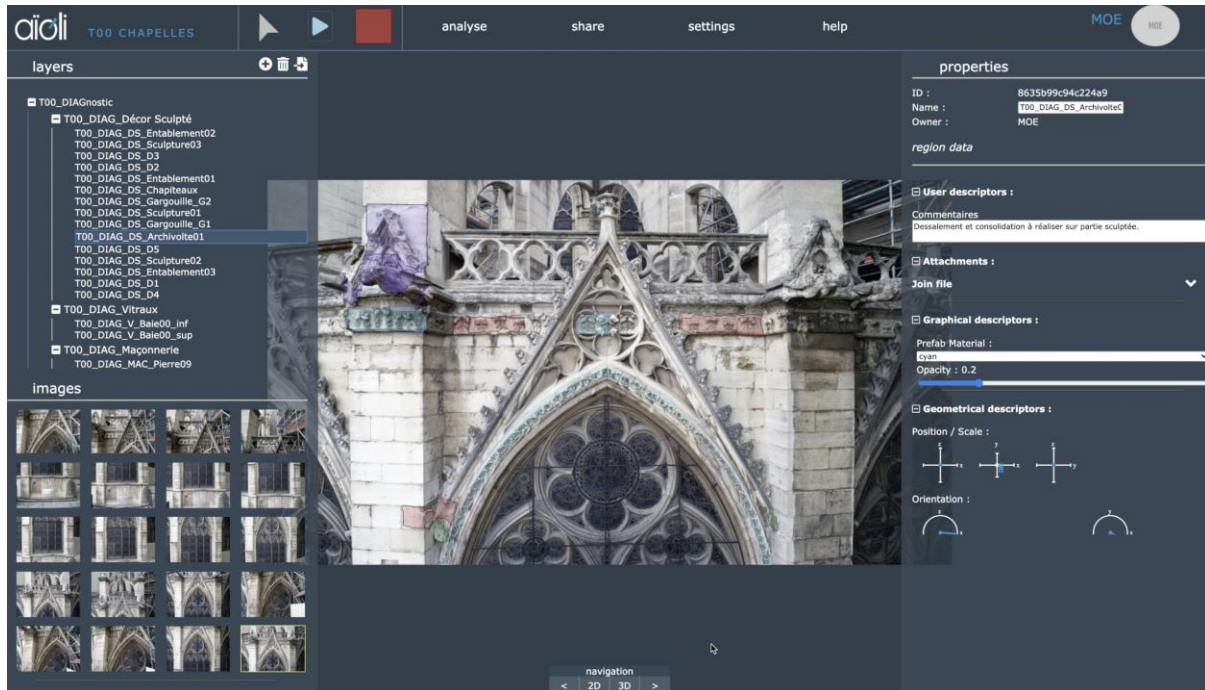 aïoli T00 CHAPELLES analyse share settings help MOE MOE
layers
T00_DIAGnostic
T00_DIAG_Décor Sculpté
T00_DIAG_DS_Entablement02
T00_DIAG_DS_Sculpture03
T00_DIAG_DS_D3
T00_DIAG_DS_D2
T00_DIAG_DS_Entablement01
T00_DIAG_DS_Chapiteaux
T00_DIAG_DS_Gargouille_G2
T00_DIAG_DS_Sculpture01
T00_DIAG_DS_Gargouille_G1
T00_DIAG_DS_Archivolte01
T00_DIAG_DS_D5
T00_DIAG_DS_Sculpture02
T00_DIAG_DS_Entablement03
T00_DIAG_DS_D1
T00_DIAG_DS_D4
T00_DIAG_Vitraux
T00_DIAG_V_Baie00_inf
T00_DIAG_V_Baie00_sup
T00_DIAG_Maçonnerie
T00_DIAG_MAC_Pierre09
images
navigation
< 2D 3D >
properties
ID : 8635b99c94c224a9
Name : T00_DIAG_DS_ArchivolteC
Owner : MOE
region data
User descriptors :
Commentaires
Dessalement et consolidation à réaliser sur partie sculptée.
Attachments :
Join file
Graphical descriptors :
Prefab Material :
cyan
Opacity : 0.2
Geometrical descriptors :
Position / Scale :
z y z
x x y
Orientation :
z y
x x